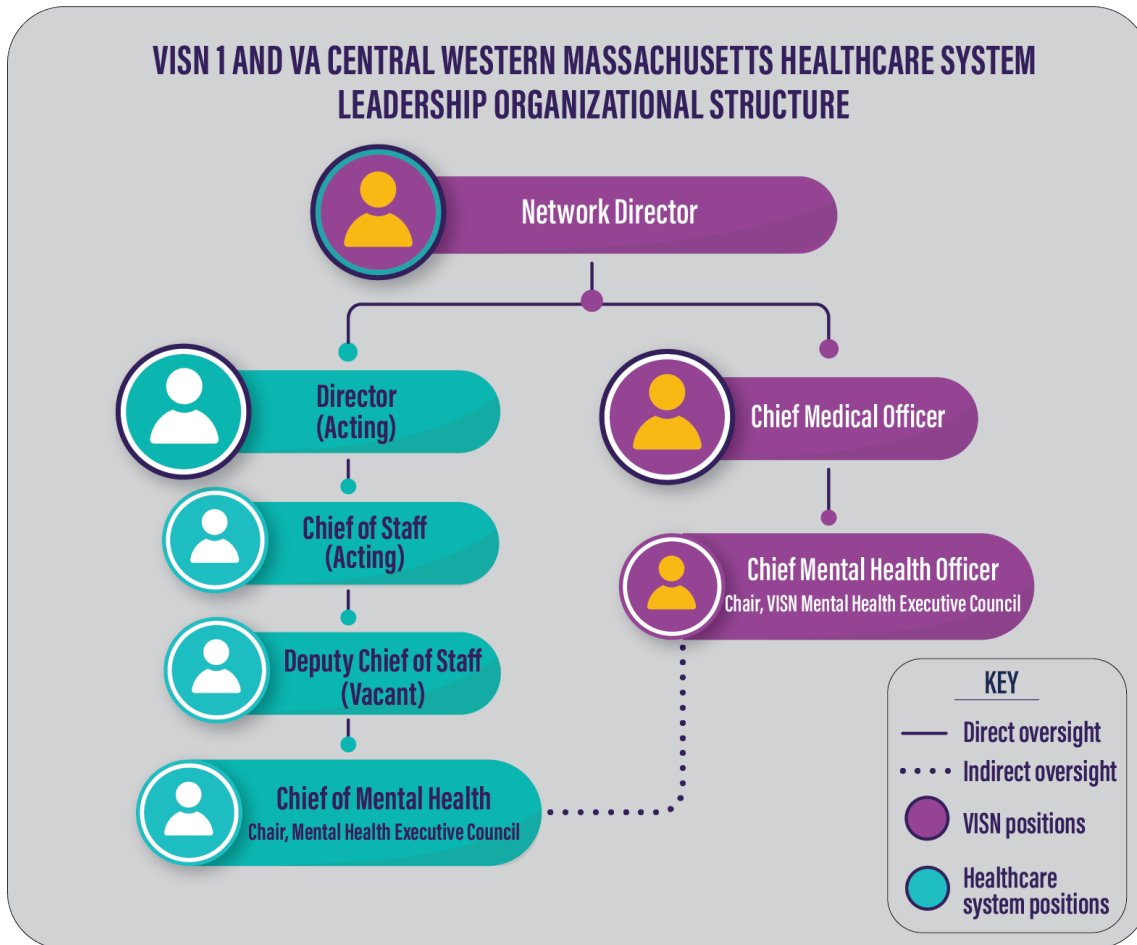 VISN 1 AND VA CENTRAL WESTERN MASSACHUSETTS HEALTHCARE SYSTEM
LEADERSHIP ORGANIZATIONAL STRUCTURE
Network Director
Director
(Acting)
Chief Medical Officer
Chief of Staff
(Acting)
Chief Mental Health Officer
Chair, VISN Mental Health Executive Council
Deputy Chief of Staff
(Vacant)
Chief of Mental Health
Chair, Mental Health Executive Council
KEY
Direct oversight
Indirect oversight
VISN positions
Healthcare
system positions